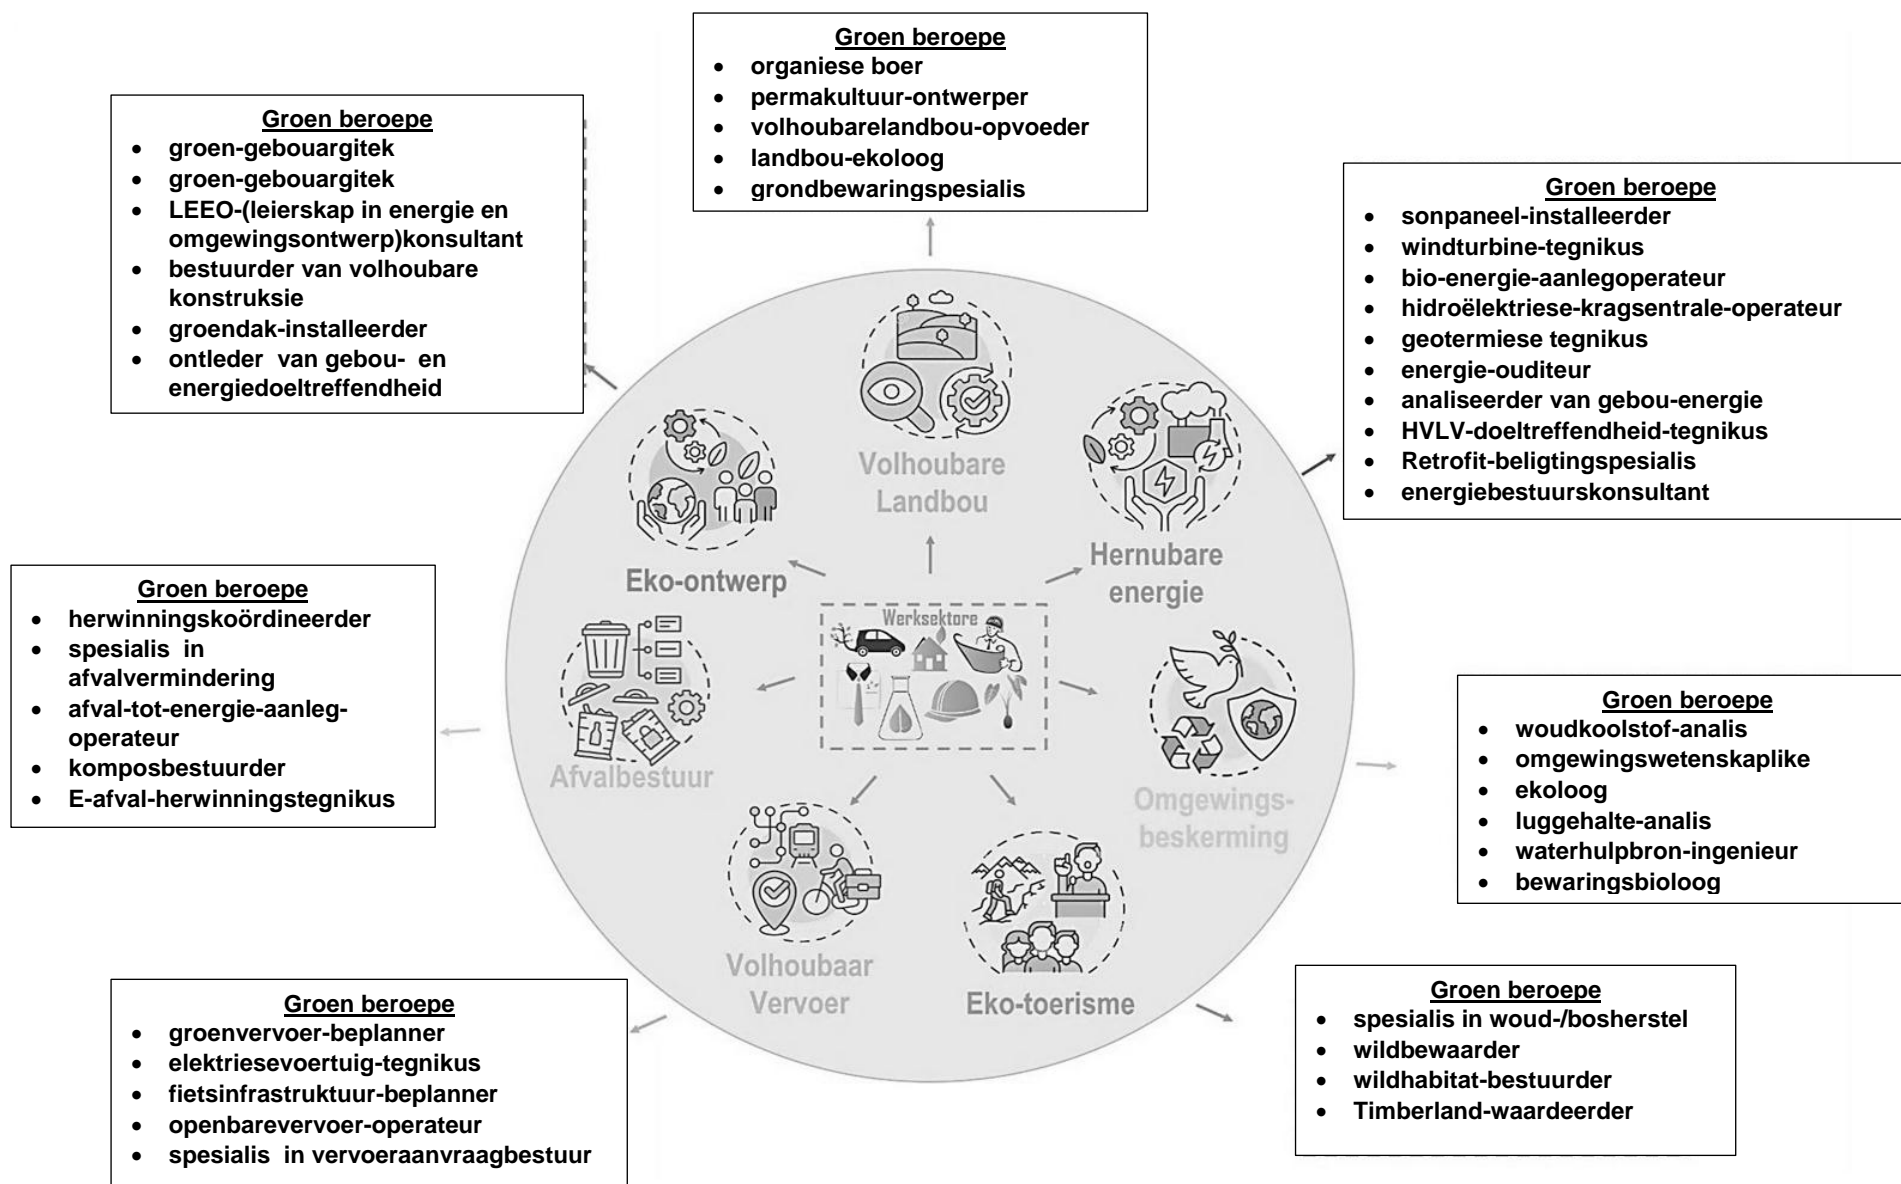 Groen beroepe
• organiese boer
• permakultuur-ontwerper
• volhoubarelandbou-opvoeder
• landbou-ekoloog
• grondbewaringspesialis
Groen beroepe
• groen-gebouargitek
• groen-gebouargitek
• LEEO-(leierskap in energie en
omgewingsontwerp)konsultant
• bestuurder van volhoubare
konstruksie
• groendak-installeerder
• ontleder van gebou- en
energiedoeltreffendheid
Groen beroepe
• sonpaneel-installeerder
• windturbine-tegnikus
• bio-energie-aanlegoperateur
• hidroëlektriese-kragsentrale-operateur
• geotermiese tegnikus
• energie-ouditeur
• analiseerder van gebou-energie
• HVLV-doeltreffendheid-tegnikus
• Retrofit-beligtingspesialis
• energiebestuurskonsultant
Volhoubare
Landbou
Eko-ontwerp
Hernubare
energie
Werksektore
Afvalbestuur
Omgewings-
beskerming
Volhoubaar
Vervoer
Eko-toerisme
Groen beroepe
• herwinningskoördineerder
• spesialis in
afvalvermindering
• afval-tot-energie-aanleg-
operateur
• komposbestuurder
• E-afval-herwinningstegnikus
Groen beroepe
• woudkoolstof-analis
• omgewingswetenskaplike
• ekoloog
• luggehalte-analis
• waterhulpbron-ingenieur
• bewaringsbioloog
Groen beroepe
• groenvervoer-beplanner
• elektriesevoertuig-tegnikus
• fietsinfrastruktuur-beplanner
• openbarevervoer-operateur
• spesialis in vervoeraanvraagbestuur
Groen beroepe
• spesialis in woud-/bosherstel
• wildbewaarder
• wildhabitat-bestuurder
• Timberland-waardeerder